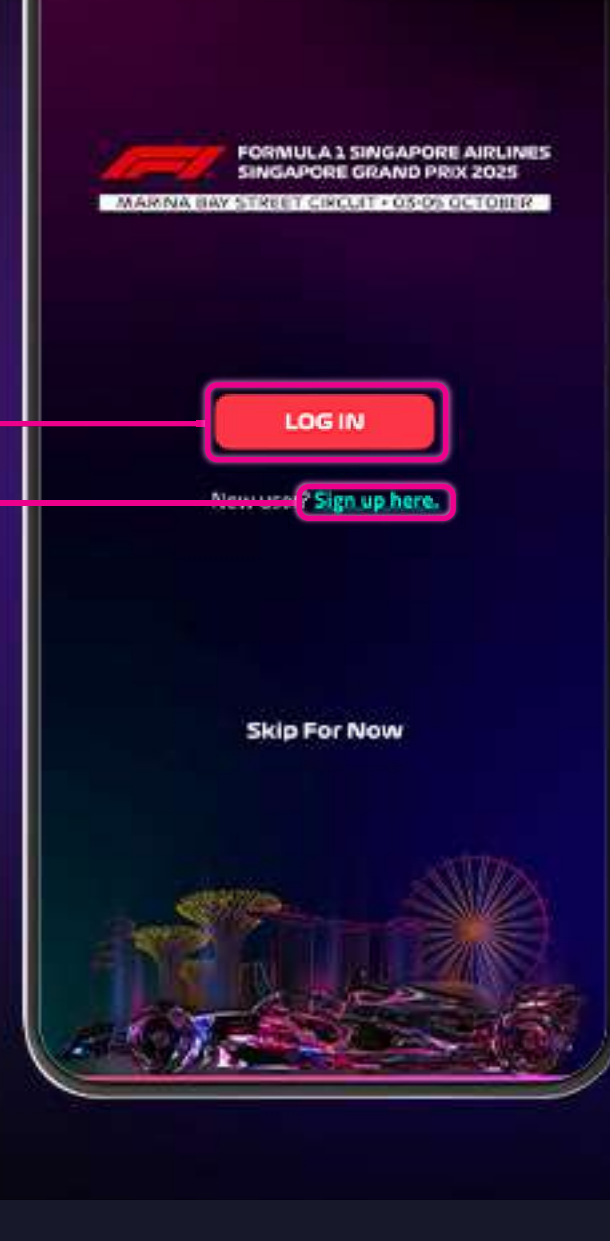 F1
FORMULA 1 SINGAPORE AIRLINES
SINGAPORE GRAND PRIX 2025
MARINA BAY STREET CIRCUIT • 03-05 OCTOBER
LOG IN
New user? Sign up here.
Skip For Now